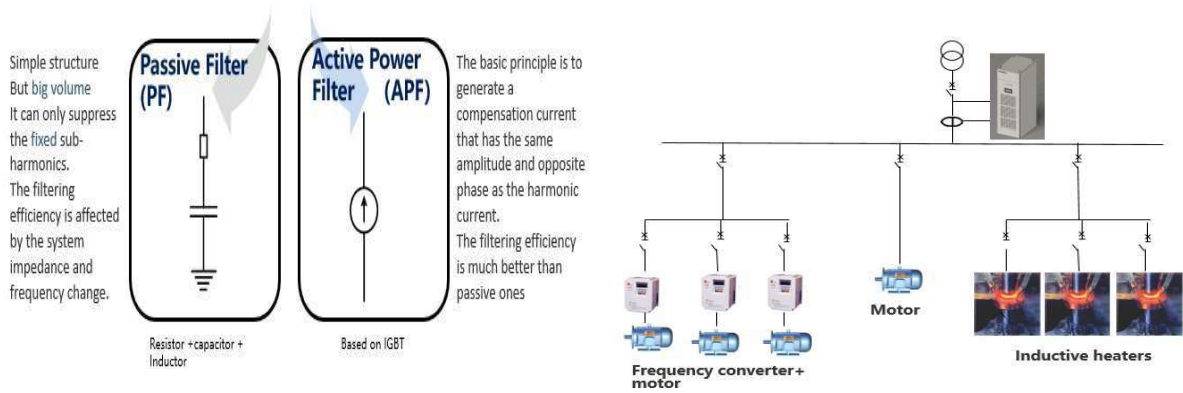 Simple structure
But big volume
It can only suppress
the fixed sub-
harmonics.
The filtering
efficiency is affected
by the system
impedance and
frequency change.
Passive Filter
(PF)
Resistor +capacitor +
Inductor
Active Power
Filter (APF)
Based on IGBT
The basic principle is to
generate a
compensation current
that has the same
amplitude and opposite
phase as the harmonic
current.
The filtering efficiency
is much better than
passive ones
Frequency converter+
motor
Motor
Inductive heaters